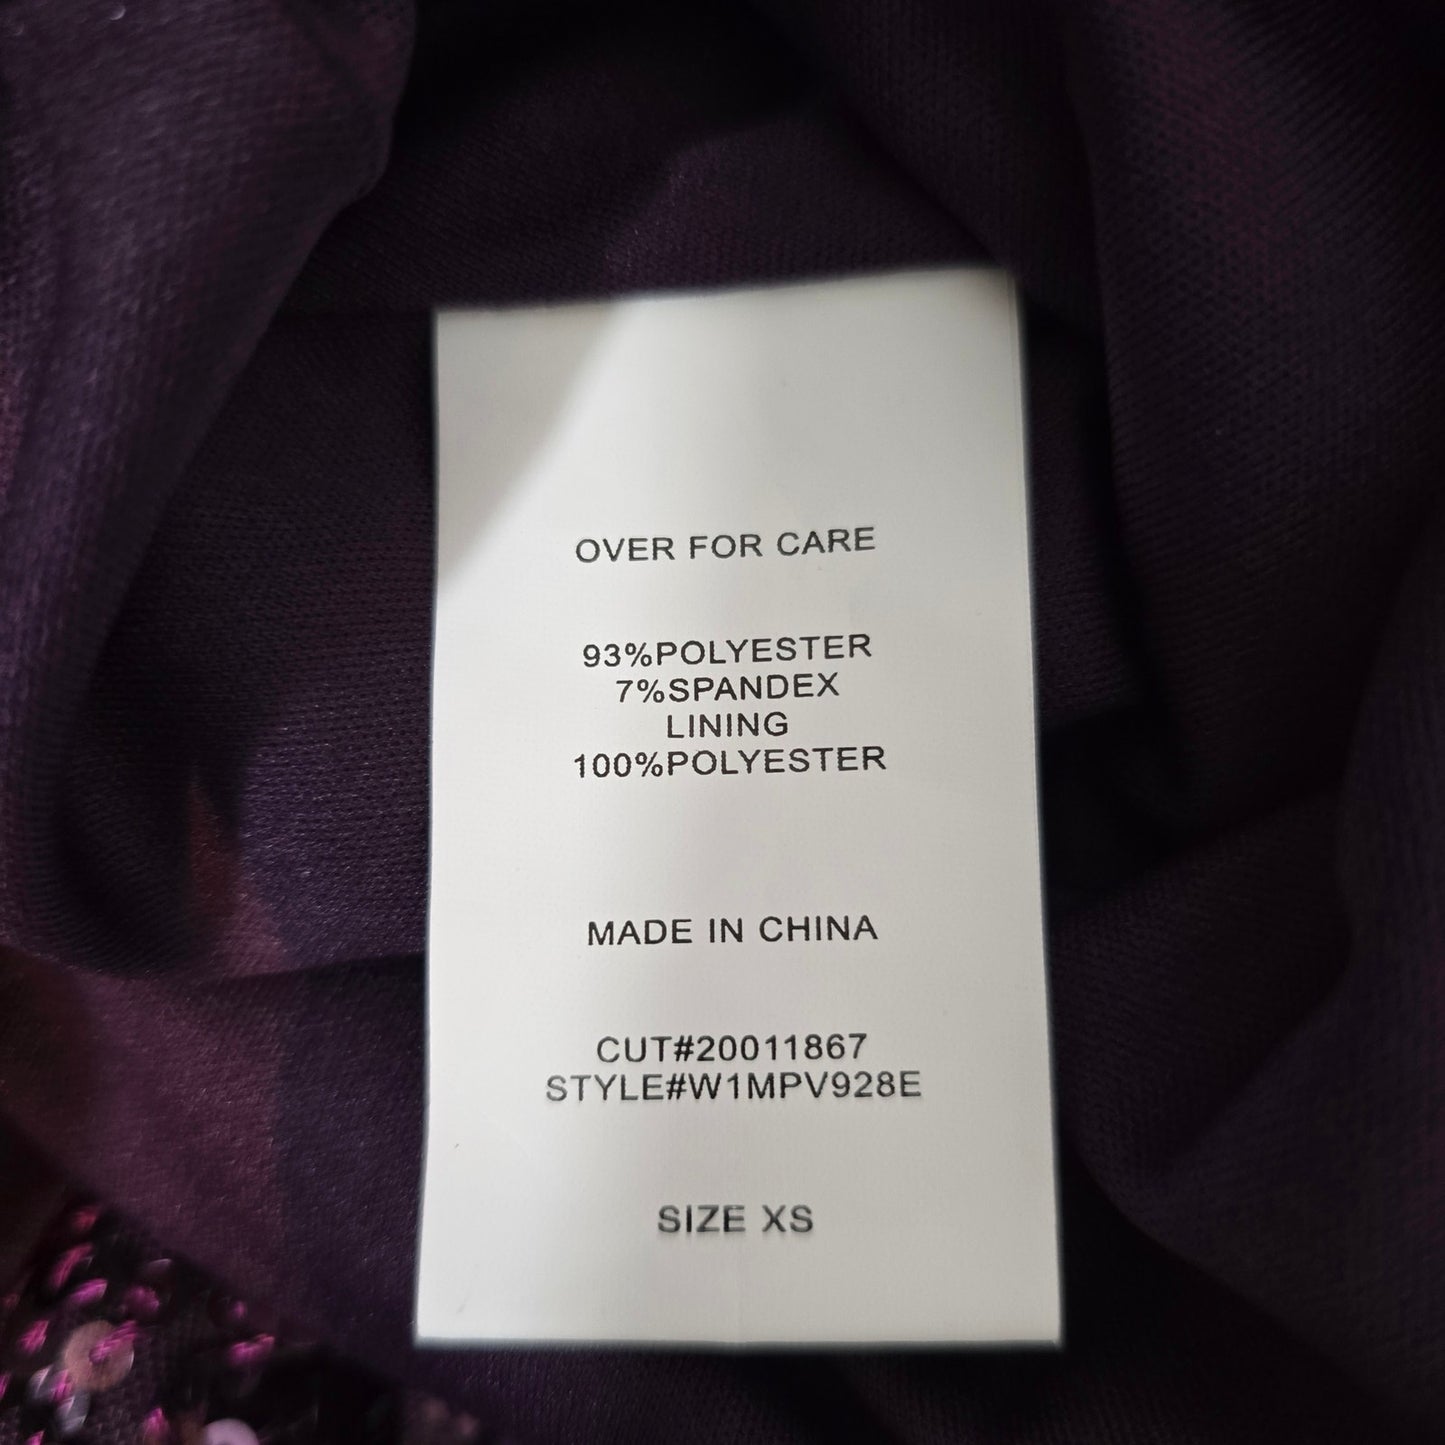 OVER FOR CARE
93%POLYESTER
7%SPANDEX
LINING
100%POLYESTER
MADE IN CHINA
CUT#20011867
STYLE#W1MPV928E
SIZE XS